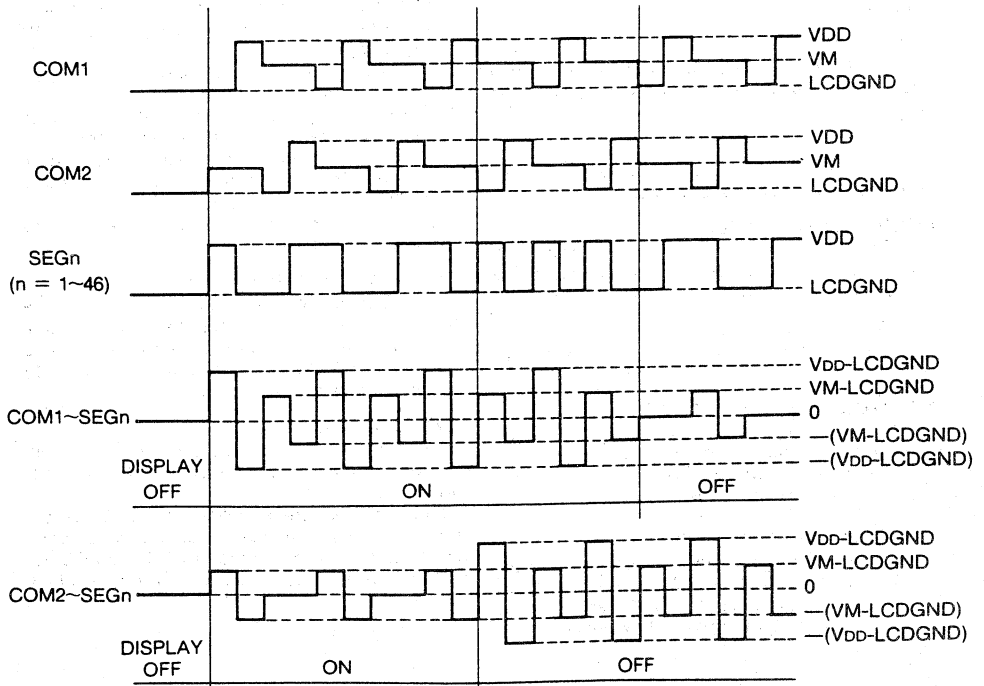 COM1
VDD
VM
LCDGND
COM2
VDD
VM
LCDGND
SEGn
(n = 1~46)
VDD
LCDGND
COM1~SEGn
VDD-LCDGND
VM-LCDGND
0
—(VM-LCDGND)
—(VDD-LCDGND)
DISPLAY
OFF
ON
OFF
COM2~SEGn
VDD-LCDGND
VM-LCDGND
0
—(VM-LCDGND)
—(VDD-LCDGND)
DISPLAY
OFF
ON
OFF